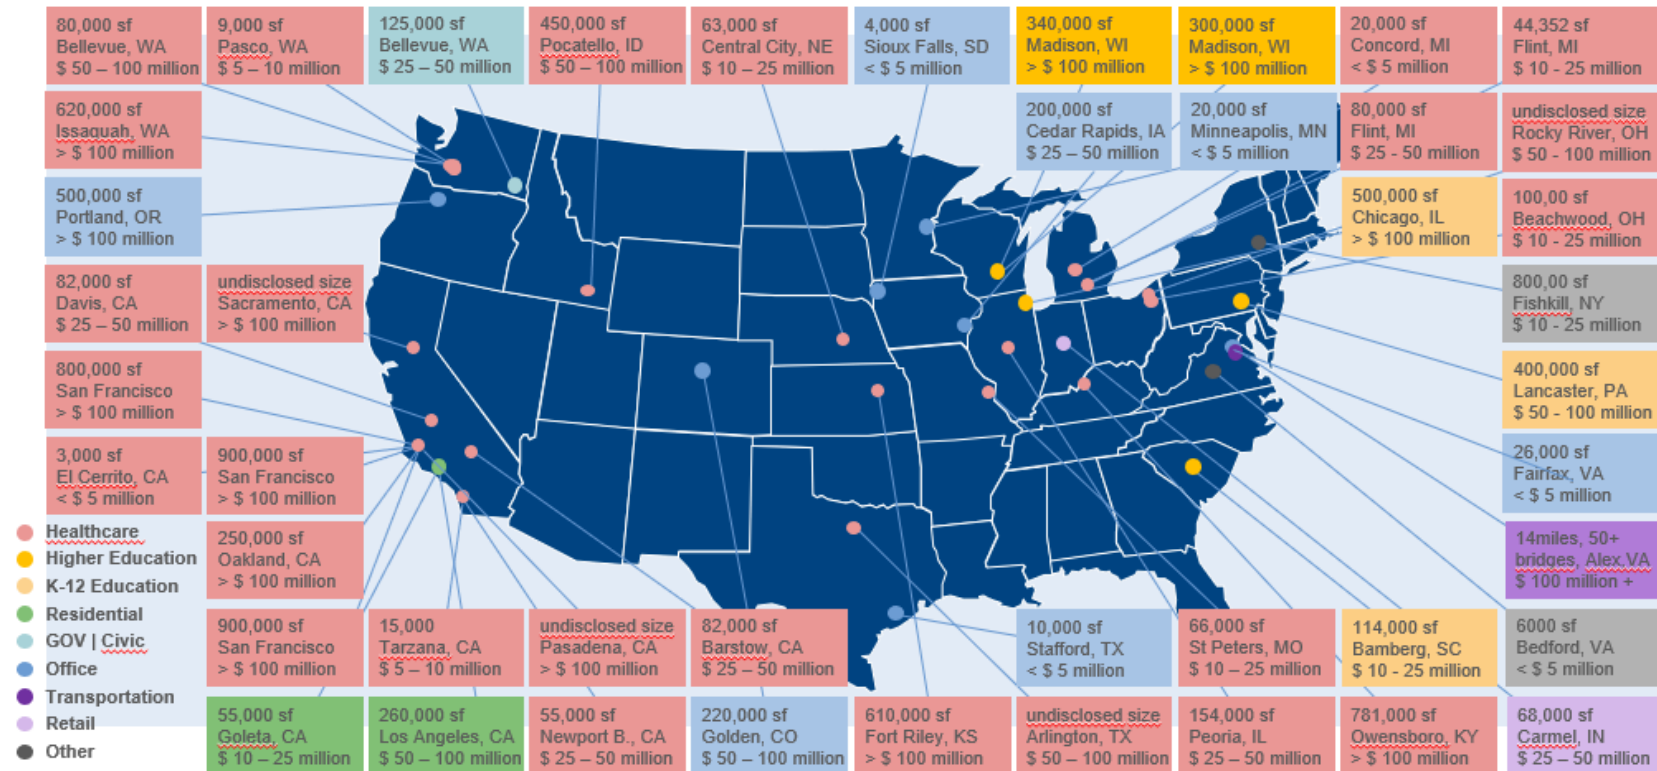 80,000 sf
Bellevue, WA
$ 50 – 100 million
9,000 sf
Pasco, WA
$ 5 – 10 million
125,000 sf
Bellevue, WA
$ 25 – 50 million
450,000 sf
Pocatello, ID
$ 50 – 100 million
63,000 sf
Central City, NE
$ 10 – 25 million
4,000 sf
Sioux Falls, SD
< $ 5 million
340,000 sf
Madison, WI
> $ 100 million
300,000 sf
Madison, WI
> $ 100 million
20,000 sf
Concord, MI
< $ 5 million
44,352 sf
Flint, MI
$ 10 - 25 million
620,000 sf
Issaquah, WA
> $ 100 million
200,000 sf
Cedar Rapids, IA
$ 25 – 50 million
20,000 sf
Minneapolis, MN
< $ 5 million
80,000 sf
Flint, MI
$ 25 - 50 million
undisclosed size
Rocky River, OH
$ 50 - 100 million
500,000 sf
Portland, OR
> $ 100 million
500,000 sf
Chicago, IL
> $ 100 million
100,00 sf
Beachwood, OH
$ 10 - 25 million
82,000 sf
Davis, CA
$ 25 – 50 million
undisclosed size
Sacramento, CA
> $ 100 million
800,00 sf
Fishkill, NY
$ 10 - 25 million
800,000 sf
San Francisco
> $ 100 million
400,000 sf
Lancaster, PA
$ 50 - 100 million
3,000 sf
El Cerrito, CA
< $ 5 million
900,000 sf
San Francisco
> $ 100 million
26,000 sf
Fairfax, VA
< $ 5 million
250,000 sf
Oakland, CA
> $ 100 million
14miles, 50+
bridges, Alex.VA
$ 100 million +
Healthcare
Higher Education
K-12 Education
Residential
GOV | Civic
Office
Transportation
Retail
Other
900,000 sf
San Francisco
> $ 100 million
15,000
Tarzana, CA
$ 5 – 10 million
undisclosed size
Pasadena, CA
> $ 100 million
82,000 sf
Barstow, CA
$ 25 – 50 million
10,000 sf
Stafford, TX
< $ 5 million
66,000 sf
St Peters, MO
$ 10 – 25 million
114,000 sf
Bamberg, SC
$ 10 - 25 million
6000 sf
Bedford, VA
< $ 5 million
55,000 sf
Goleta, CA
$ 10 – 25 million
260,000 sf
Los Angeles, CA
$ 50 – 100 million
55,000 sf
Newport B., CA
$ 25 – 50 million
220,000 sf
Golden, CO
$ 50 – 100 million
610,000 sf
Fort Riley, KS
> $ 100 million
undisclosed size
Arlington, TX
$ 50 – 100 million
154,000 sf
Peoria, IL
$ 25 – 50 million
781,000 sf
Owensboro, KY
> $ 100 million
68,000 sf
Carmel, IN
$ 25 – 50 million